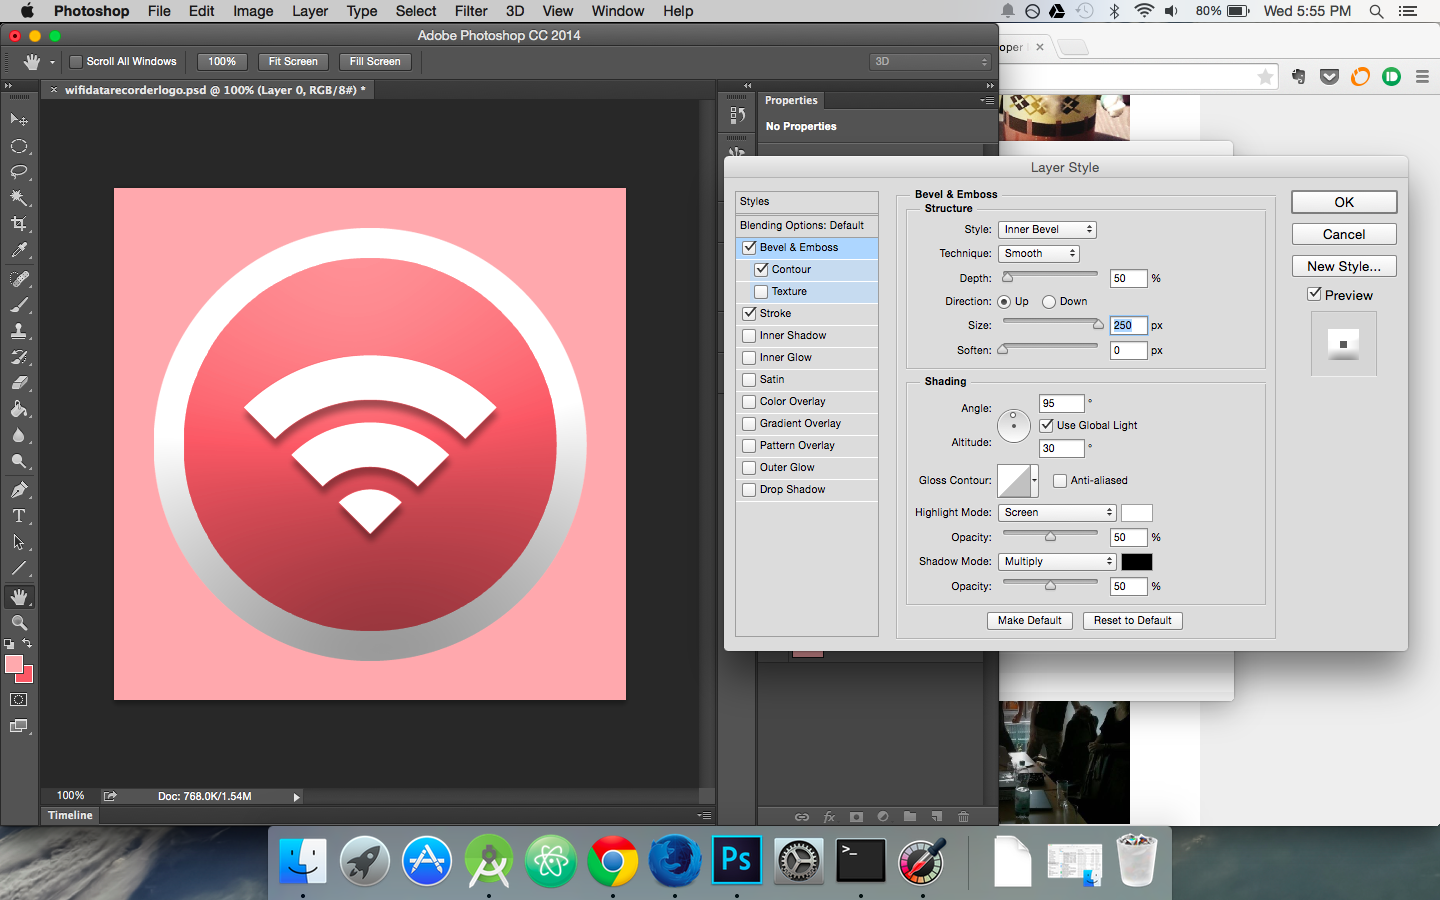 Photoshop File Edit Image Layer Type Select Filter 3D View Window Help 80% Wed 5:55 PM
Adobe Photoshop CC 2014
Scroll All Windows 100% Fit Screen Fill Screen 3D
× wifidatarecorderlogo.psd @ 100% (Layer 0, RGB/8#) *
oper ×
Properties
No Properties
Layer Style
Styles
Blending Options: Default
Bevel & Emboss
Contour
Texture
Stroke
Inner Shadow
Inner Glow
Satin
Color Overlay
Gradient Overlay
Pattern Overlay
Outer Glow
Drop Shadow
Bevel & Emboss
Structure
Style: Inner Bevel
Technique: Smooth
Depth: 50 %
Direction: Up Down
Size: 250 px
Soften: 0 px
Shading
Angle: 95 °
Use Global Light
Altitude: 30 °
Gloss Contour: Anti-aliased
Highlight Mode: Screen
Opacity: 50 %
Shadow Mode: Multiply
Opacity: 50 %
Make Default Reset to Default
OK
Cancel
New Style...
Preview
T
100% Doc: 768.0K/1.54M
Timeline
fx
Ps
>_